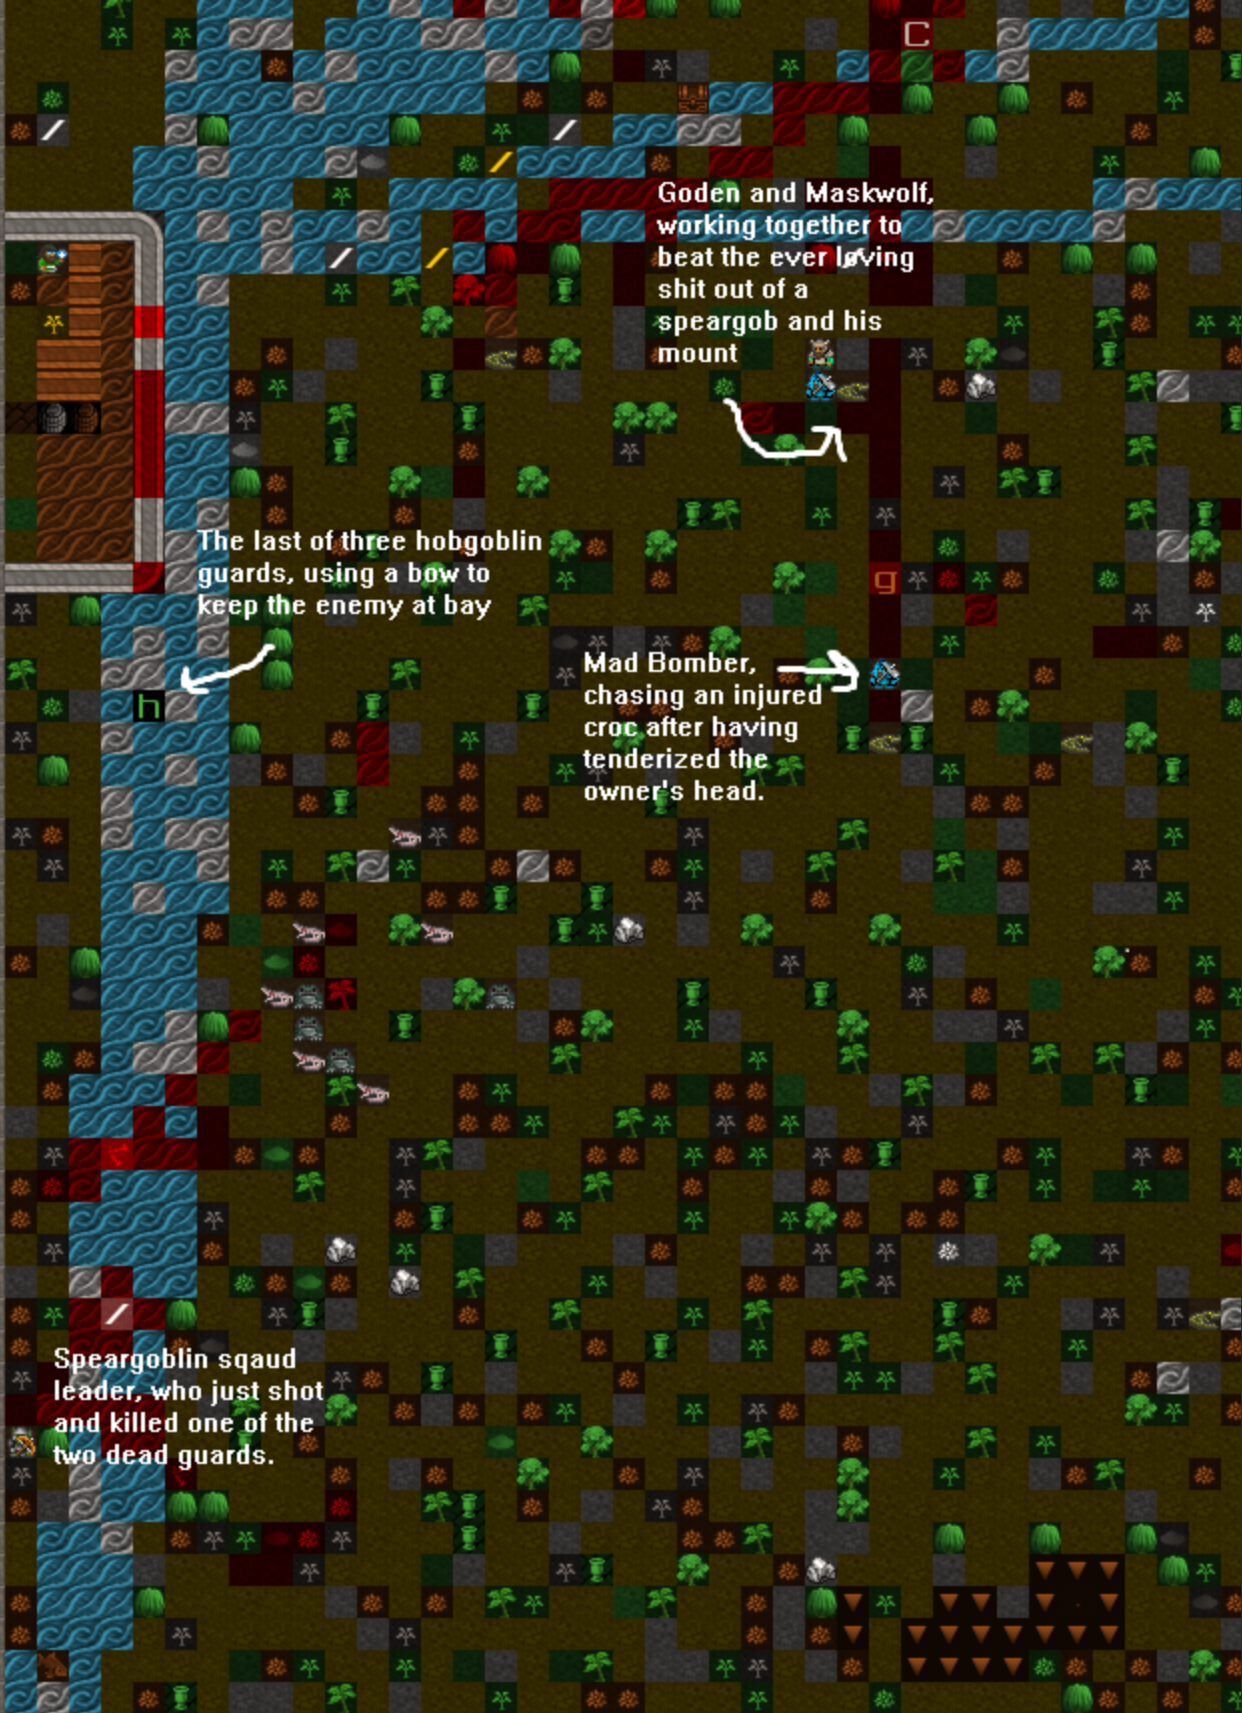 C
Goden and Maskwolf,
working together to
beat the ever loving
shit out of a
speargob and his
mount
The last of three hobgoblin
guards, using a bow to
keep the enemy at bay
g
Mad Bomber,
chasing an injured
croc after having
tenderized the
owner's head.
h
Speargoblin sqaud
leader, who just shot
and killed one of the
two dead guards.